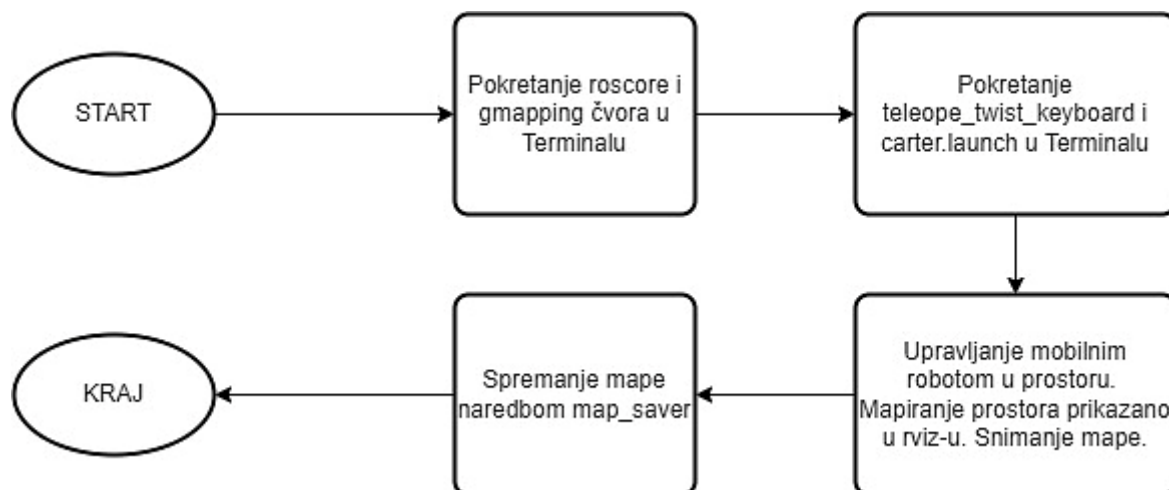 START
Pokretanje roscore i
gmapping čvora u
Terminalu
Pokretanje
teleope_twist_keyboard i
carter.launch u Terminalu
Upravljanje mobilnim
robotom u prostoru.
Mapiranje prostora prikazano
u rviz-u. Snimanje mape.
Spremanje mape
naredbom map_saver
KRAJ